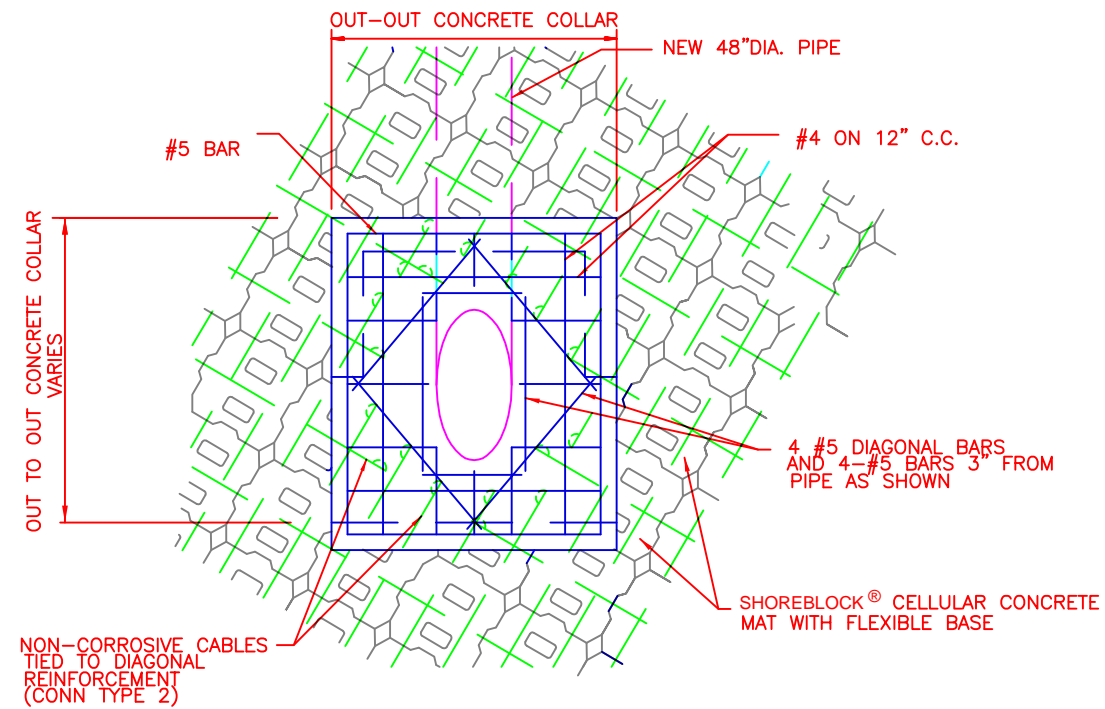 OUT-OUT CONCRETE COLLAR
NEW 48"DIA. PIPE
#5 BAR
#4 ON 12" C.C.
OUT TO OUT CONCRETE COLLAR
VARIES
4 #5 DIAGONAL BARS
AND 4-#5 BARS 3" FROM
PIPE AS SHOWN
SHOREBLOCK® CELLULAR CONCRETE
MAT WITH FLEXIBLE BASE
NON-CORROSIVE CABLES
TIED TO DIAGONAL
REINFORCEMENT
(CONN TYPE 2)